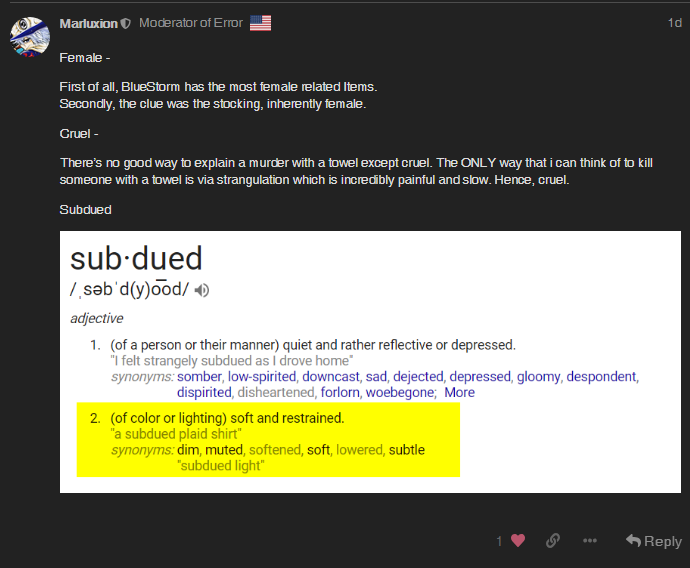 Marluxion Moderator of Error 1d
Female -
First of all, BlueStorm has the most female related Items.
Secondly, the clue was the stocking, inherently female.
Cruel -
There's no good way to explain a murder with a towel except cruel. The ONLY way that i can think of to kill
someone with a towel is via strangulation which is incredibly painful and slow. Hence, cruel.
Subdued
sub·dued
/ˌsəbˈd(y)o͞od/
adjective
1. (of a person or their manner) quiet and rather reflective or depressed.
"I felt strangely subdued as I drove home"
synonyms: somber, low-spirited, downcast, sad, dejected, depressed, gloomy, despondent,
dispirited, disheartened, forlorn, woebegone; More
2. (of color or lighting) soft and restrained.
"a subdued plaid shirt"
synonyms: dim, muted, softened, soft, lowered, subtle
"subdued light"
1 Reply